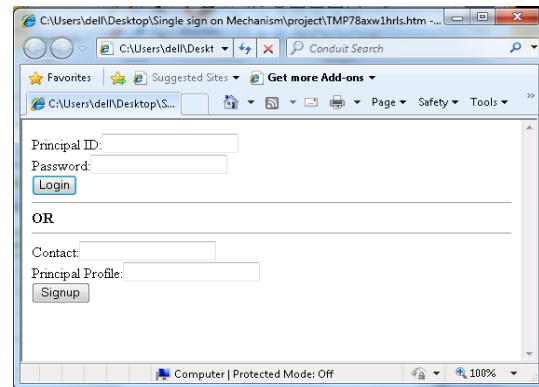 C:\Users\dell\Desktop\Single sign on Mechanism\project\TMP78axw1hrls.htm -...
C:\Users\dell\Deskt
Conduit Search
Favorites Suggested Sites Get more Add-ons
C:\Users\dell\Desktop\S... Page Safety Tools »
Principal ID:
Password:
Login
OR
Contact:
Principal Profile:
Signup
Computer | Protected Mode: Off 100%